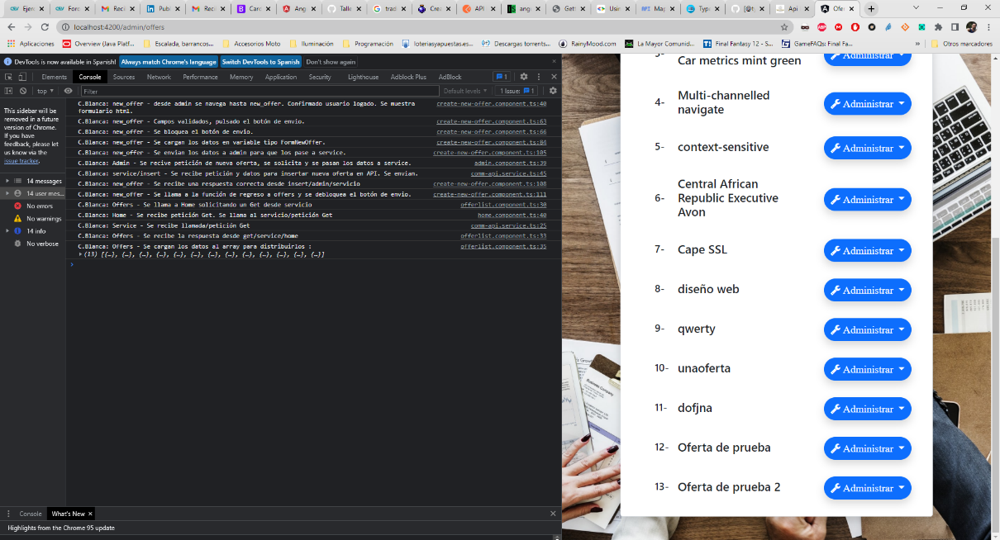 CSV Ejen
CSV Forc
Reci
Publ
Reci
B Caro
Ang
Talle
trad
Crea
API
ang
Gett
Usin
API Map
Type
[@ty
Api
Ofer
localhost:4200/admin/offers
Aplicaciones
Overview (Java Platf...
Escalada, barrancos...
Accesorios Moto
Iluminación
Programación
loteriasyapuestas.es...
Descargas torrents...
RainyMood.com
La Mayor Comunid...
Final Fantasy 12 - S...
GameFAQs: Final Fa...
»
Otros marcadores
DevTools is now available in Spanish!
Always match Chrome's language
Switch DevTools to Spanish
Don't show again
Elements
Console
Sources
Network
Performance
Memory
Application
Security
Lighthouse
Adblock Plus
AdBlock
1
top
Filter
Default levels
1 Issue: 1
This sidebar will be
removed in a future
version of Chrome.
If you have
feedback, please let
us know via the
issue tracker.
14 messages
14 user mes...
No errors
No warnings
14 info
No verbose
C.Blanca: new_offer - desde admin se navega hasta new_offer. Confirmado usuario logado. Se muestra create-new-offer.component.ts:40
formulario html.
C.Blanca: new_offer - Campos validados, pulsado el botón de envio. create-new-offer.component.ts:63
C.Blanca: new_offer - Se bloquea el botón de envio. create-new-offer.component.ts:66
C.Blanca: new_offer - Se cargan los datos en variable tipo FormNewOffer. create-new-offer.component.ts:84
C.Blanca: new_offer - Se envian los datos a admin para que los pase a service. create-new-offer.component.ts:105
C.Blanca: Admin - Se recive petición de nueva oferta, se solicita y se pasan los datos a service. admin.component.ts:39
C.Blanca: service/insert - Se recibe petición y datos para insertar nueva oferta en API. Se envian. comm-api.service.ts:45
C.Blanca: new_offer - Se recibe una respuesta correcta desde insert/admin/servicio create-new-offer.component.ts:108
C.Blanca: new_offer - Se llama a la función de regreso a offers y se debloquea el botón de envio. create-new-offer.component.ts:111
C.Blanca: Offers - Se llama a Home solicitando un Get desde servicio offerlist.component.ts:30
C.Blanca: Home - Se recibe petición Get. Se llama al servicio/petición Get home.component.ts:40
C.Blanca: Service - Se recibe llamada/petición Get comm-api.service.ts:25
C.Blanca: Offers - Se recibe la respuesta desde get/service/home offerlist.component.ts:33
C.Blanca: Offers - Se cargan los datos al array para distribuirlos : offerlist.component.ts:35
(13) [{…}, {…}, {…}, {…}, {…}, {…}, {…}, {…}, {…}, {…}, {…}, {…}, {…}]
Console
What's New
Highlights from the Chrome 95 update
3-
Car metrics mint green
Administrar
4- Multi-channelled
navigate
Administrar
5- context-sensitive
Administrar
6- Central African
Republic Executive
Avon
Administrar
7- Cape SSL
Administrar
8- diseño web
Administrar
9- qwerty
Administrar
10- unaoferta
Administrar
11- dofjna
Administrar
12- Oferta de prueba
Administrar
13- Oferta de prueba 2
Administrar